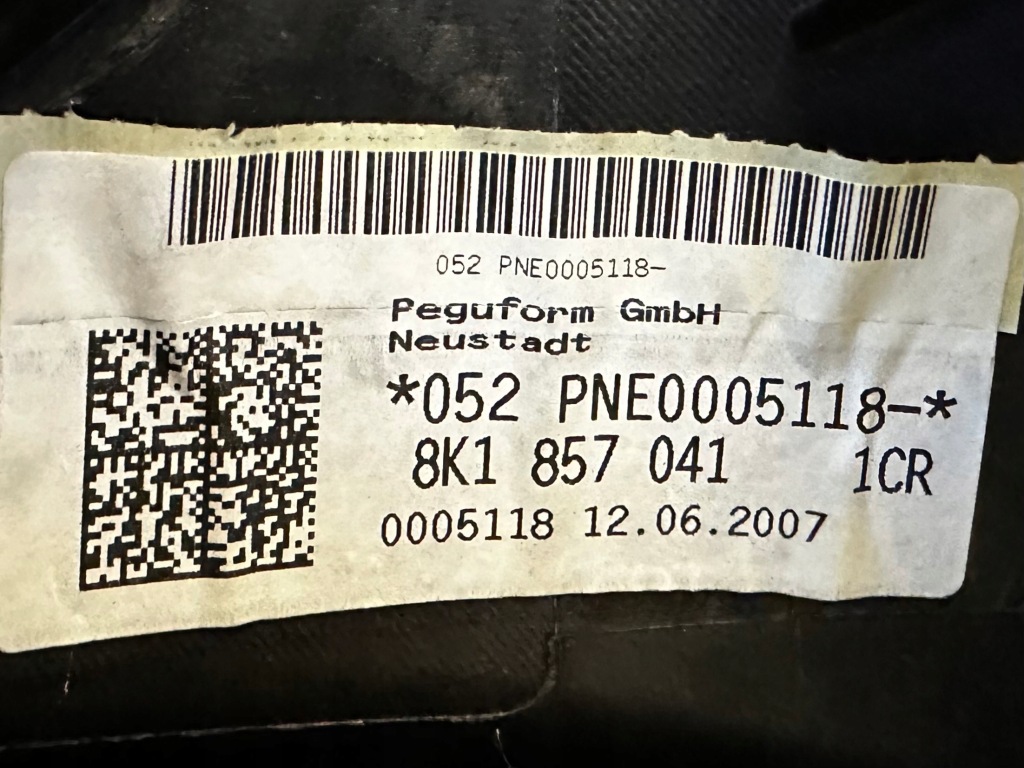 052 PNE0005118-
Peguform GmbH
Neustadt
*052 PNE0005118-*
8K1 857 041 1CR
0005118 12.06.2007